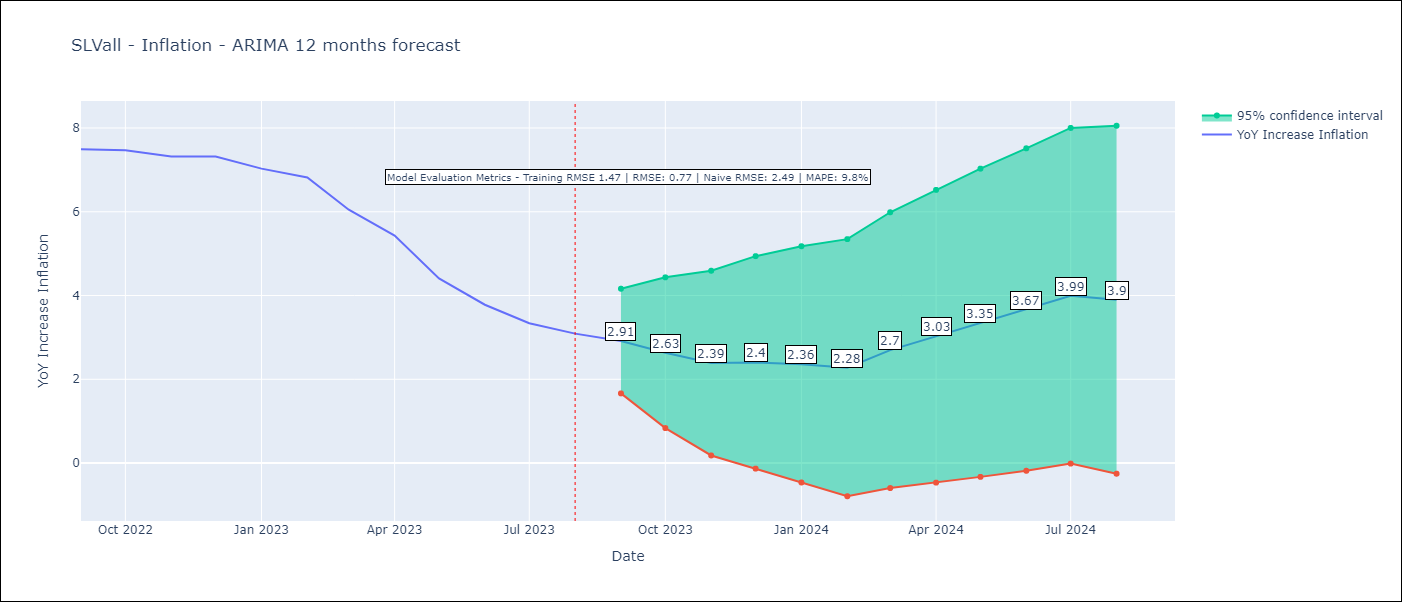 SLVall - Inflation - ARIMA 12 months forecast
95% confidence interval
YoY Increase Inflation
Model Evaluation Metrics - Training RMSE 1.47 | RMSE: 0.77 | Naive RMSE: 2.49 | MAPE: 9.8%
YoY Increase Inflation
8
6
4
2
0
2.91
2.63
2.39
2.4
2.36
2.28
2.7
3.03
3.35
3.67
3.99
3.9
Oct 2022
Jan 2023
Apr 2023
Jul 2023
Oct 2023
Jan 2024
Apr 2024
Jul 2024
Date